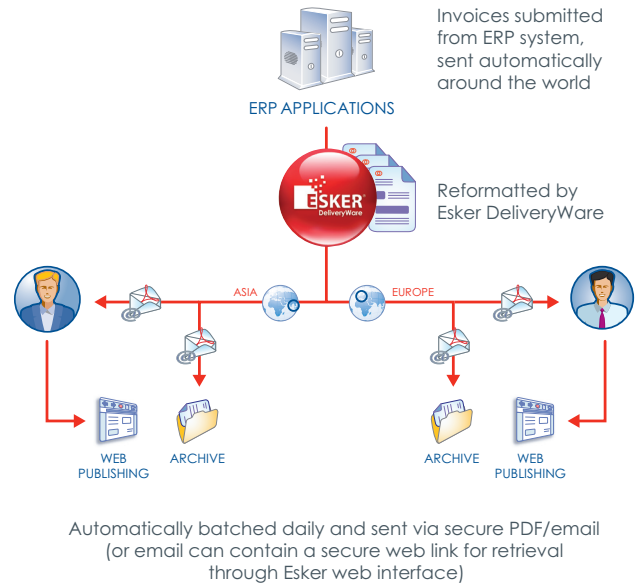 Invoices submitted
from ERP system,
sent automatically
around the world
ERP APPLICATIONS
ESKER
DeliveryWare
Reformatted by
Esker DeliveryWare
ASIA
EUROPE
WEB
PUBLISHING
ARCHIVE
ARCHIVE
WEB
PUBLISHING
Automatically batched daily and sent via secure PDF/email
(or email can contain a secure web link for retrieval
through Esker web interface)